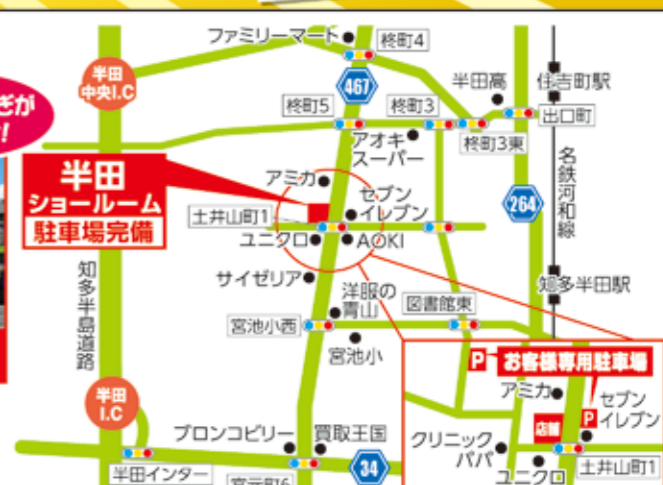 ファミリーマート
柊町4
半田
中央I.C
467
半田高
住吉町駅
ぎが
!
柊町5
柊町3
出口町
アオキ
スーパー
柊町3東
半田
ショールーム
駐車場完備
アミカ
セブン
イレブン
名鉄河和線
264
土井山町1
ユニクロ
AOKI
知多半島道路
サイゼリア
洋服の
青山
図書館東
知多半田駅
宮池小西
宮池小
P お客様専用駐車場
アミカ
セブン
イレブン
P
店舗
半田
I.C
ブロンコビリー
買取王国
クリニック
パパ
ユニクロ
土井山町1
半田インター
宮元町6
34